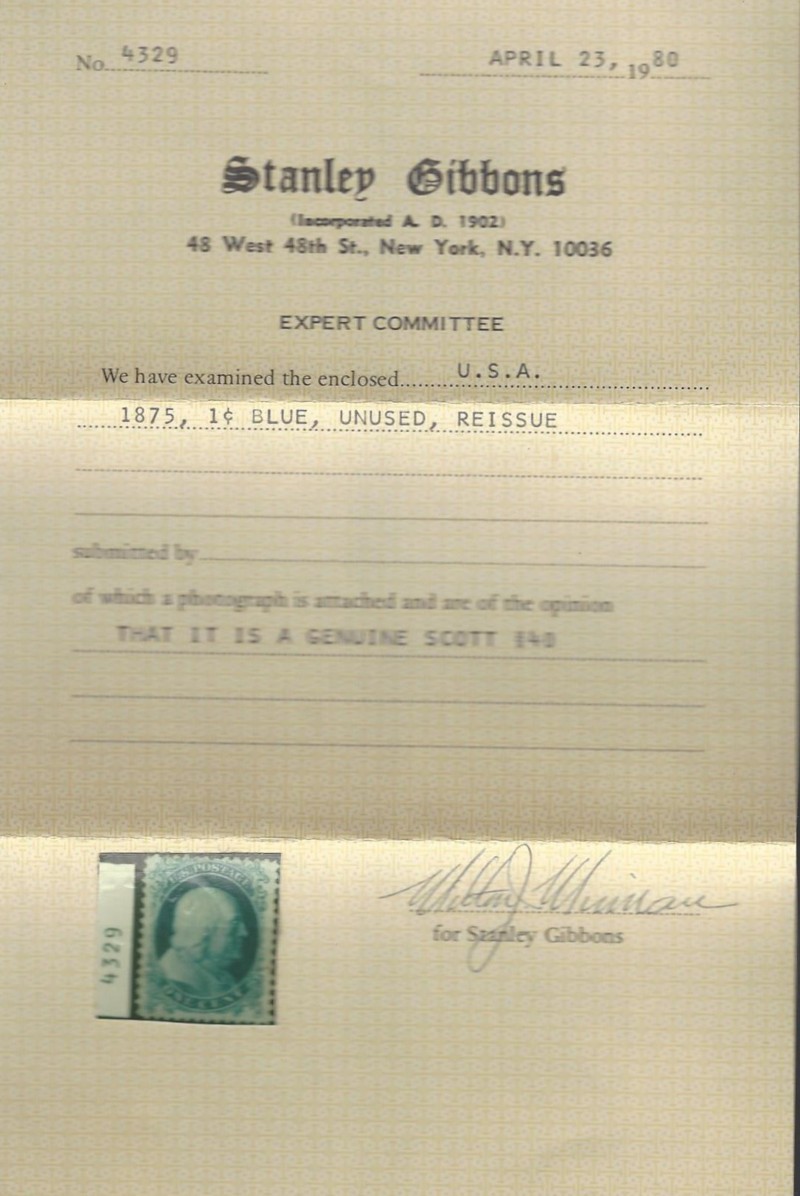 No. 4329 APRIL 23, 1980
Stanley Gibbons
(Incorporated A. D. 1902)
48 West 48th St., New York, N.Y. 10036
EXPERT COMMITTEE
We have examined the enclosed U.S.A.
1875, 1¢ BLUE, UNUSED, REISSUE
submitted by
of which a photograph is attached and are of the opinion
THAT IT IS A GENUINE SCOTT #40
4329
U.S. POSTAGE
ONE CENT
for Stanley Gibbons